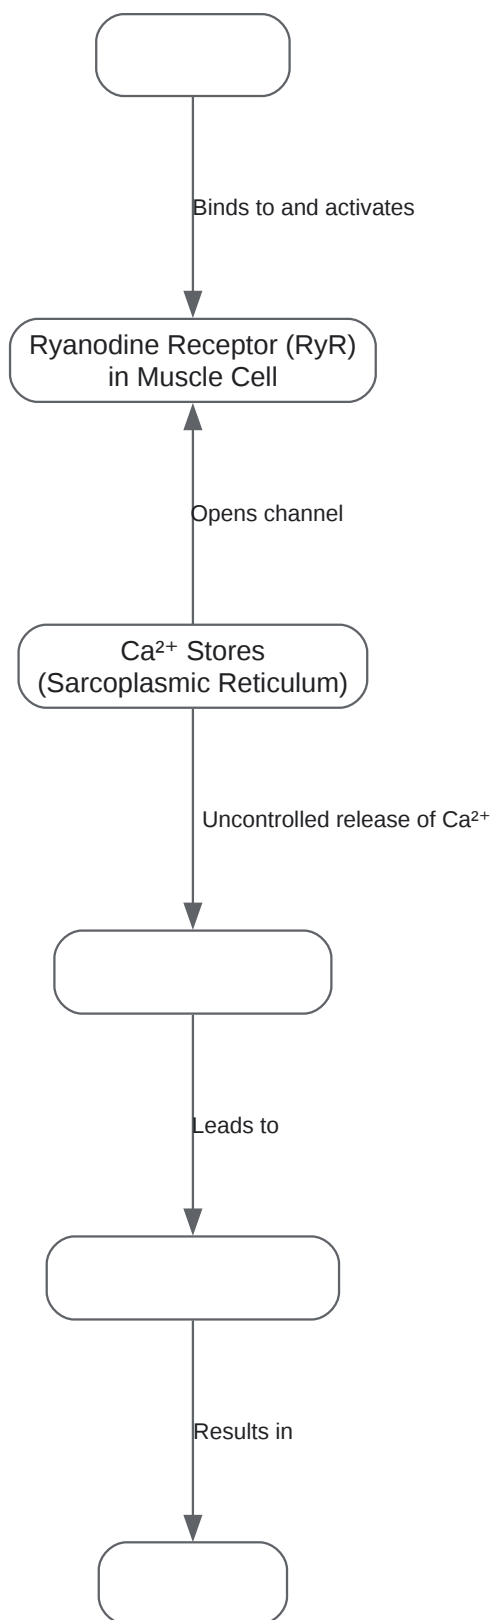 Binds to and activates
Ryanodine Receptor (RyR)
in Muscle Cell
Opens channel
Ca²⁺ Stores
(Sarcoplasmic Reticulum)
Uncontrolled release of Ca²⁺
Leads to
Results in